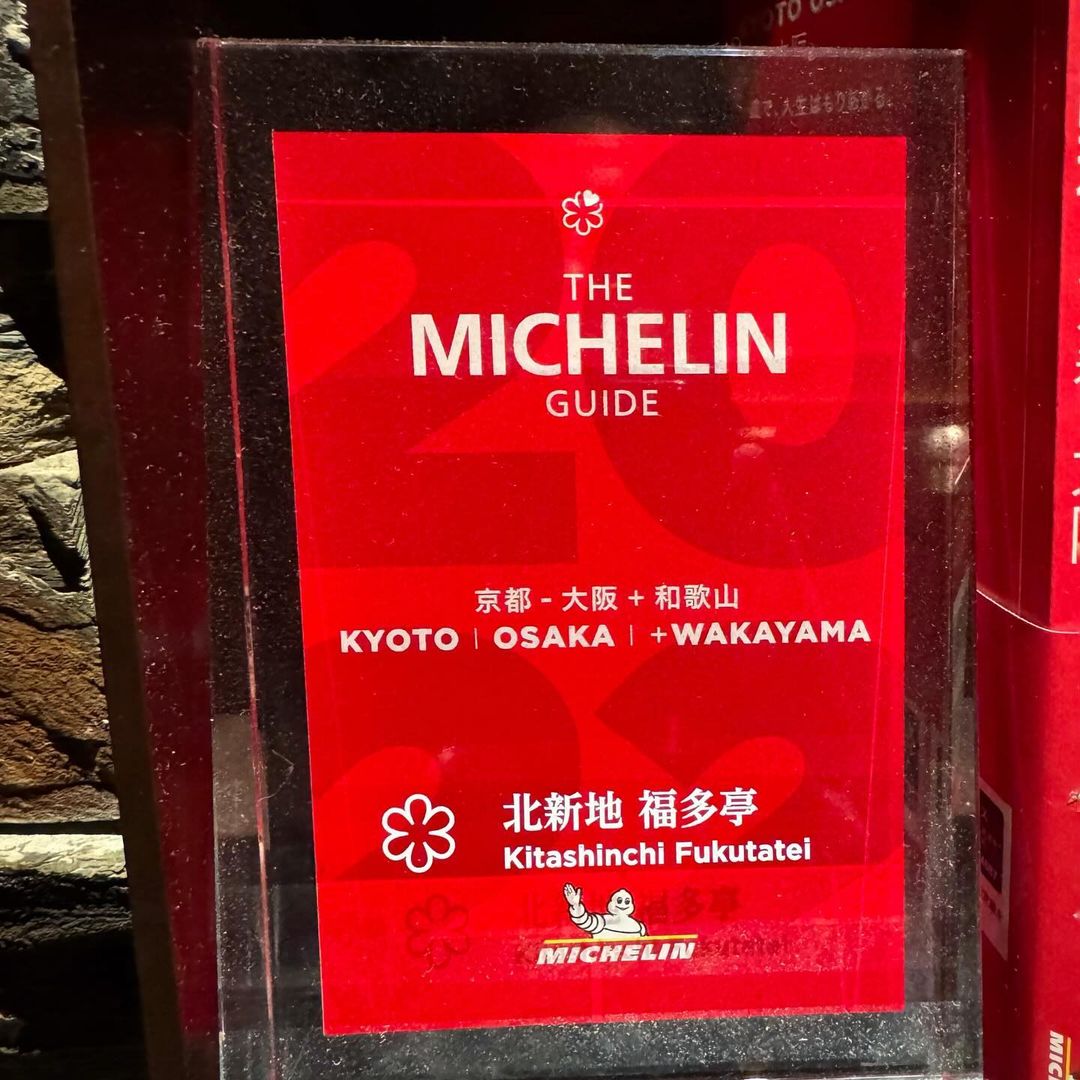 THE
MICHELIN
GUIDE
2022
京都 - 大阪 + 和歌山
KYOTO | OSAKA | +WAKAYAMA
北新地 福多亭
Kitashinchi Fukutatei
MICHELIN